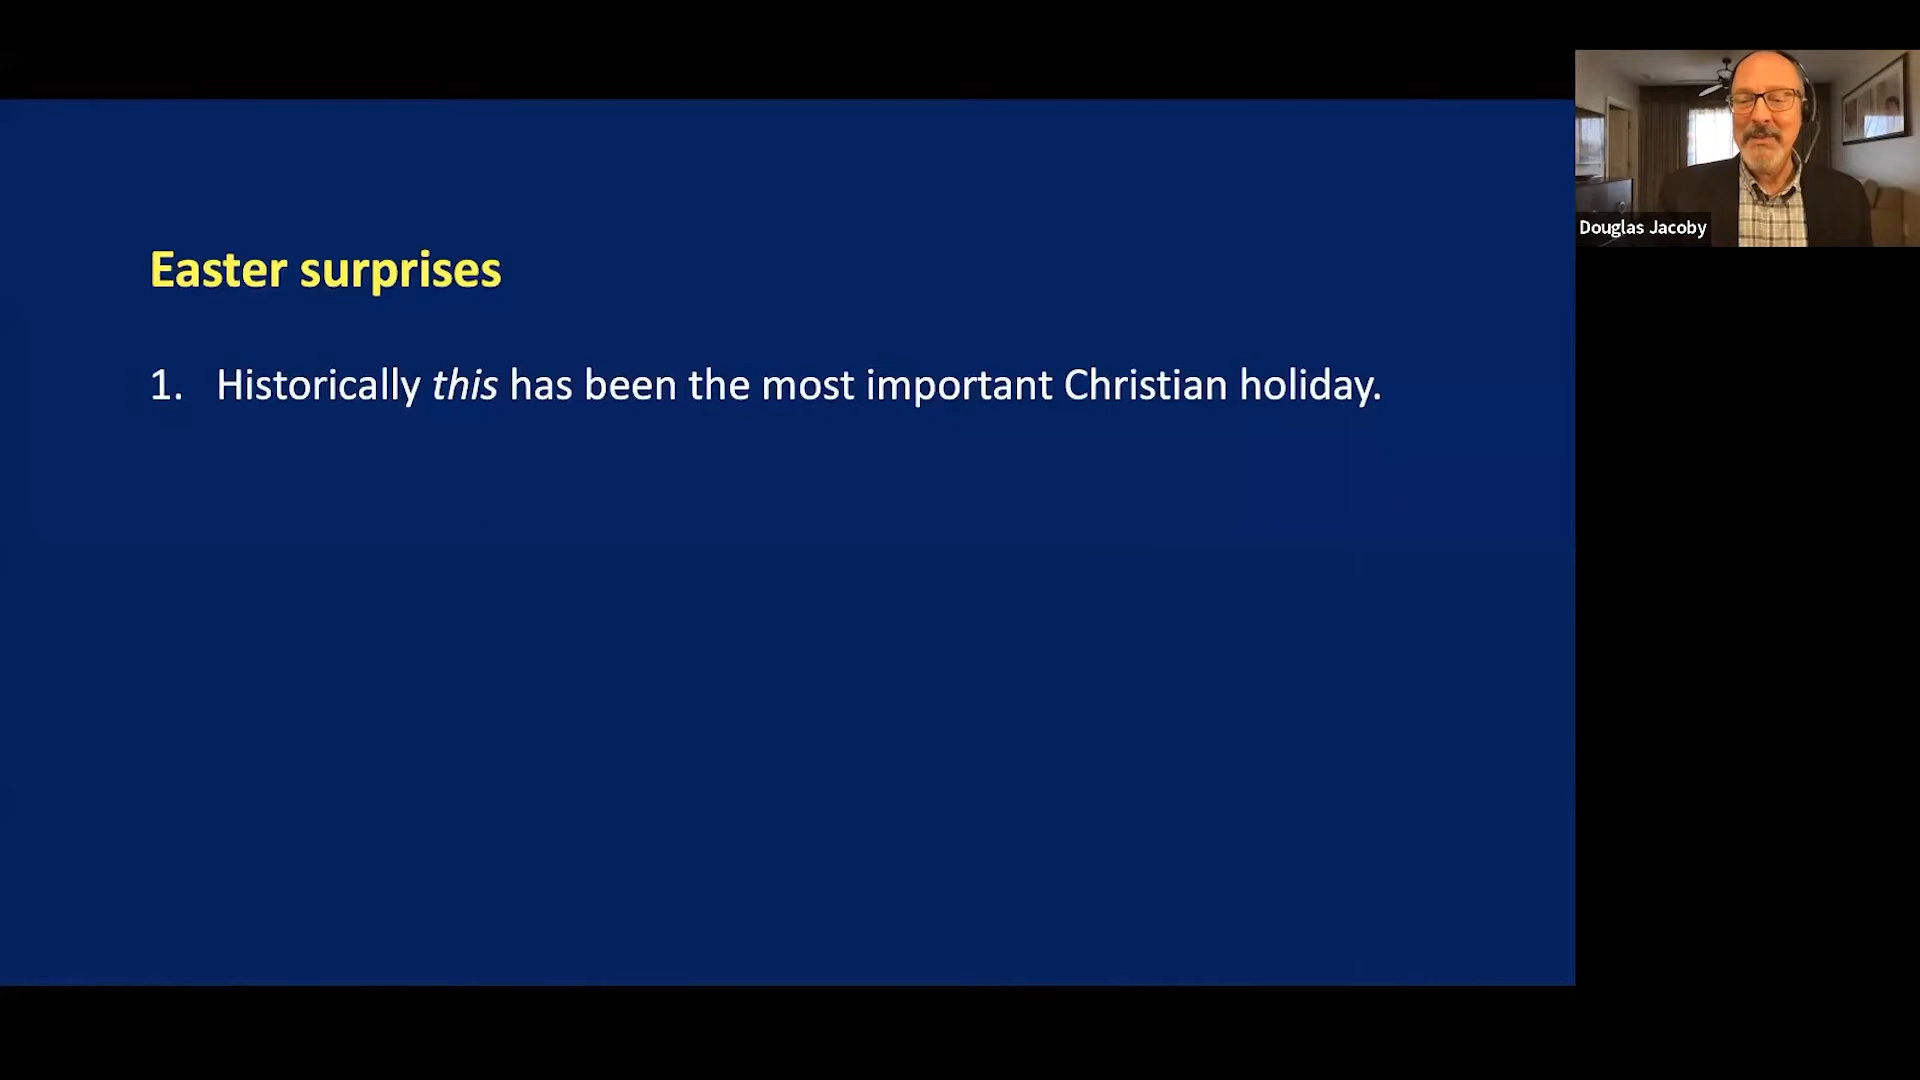 Easter surprises
1. Historically this has been the most important Christian holiday.
Douglas Jacoby